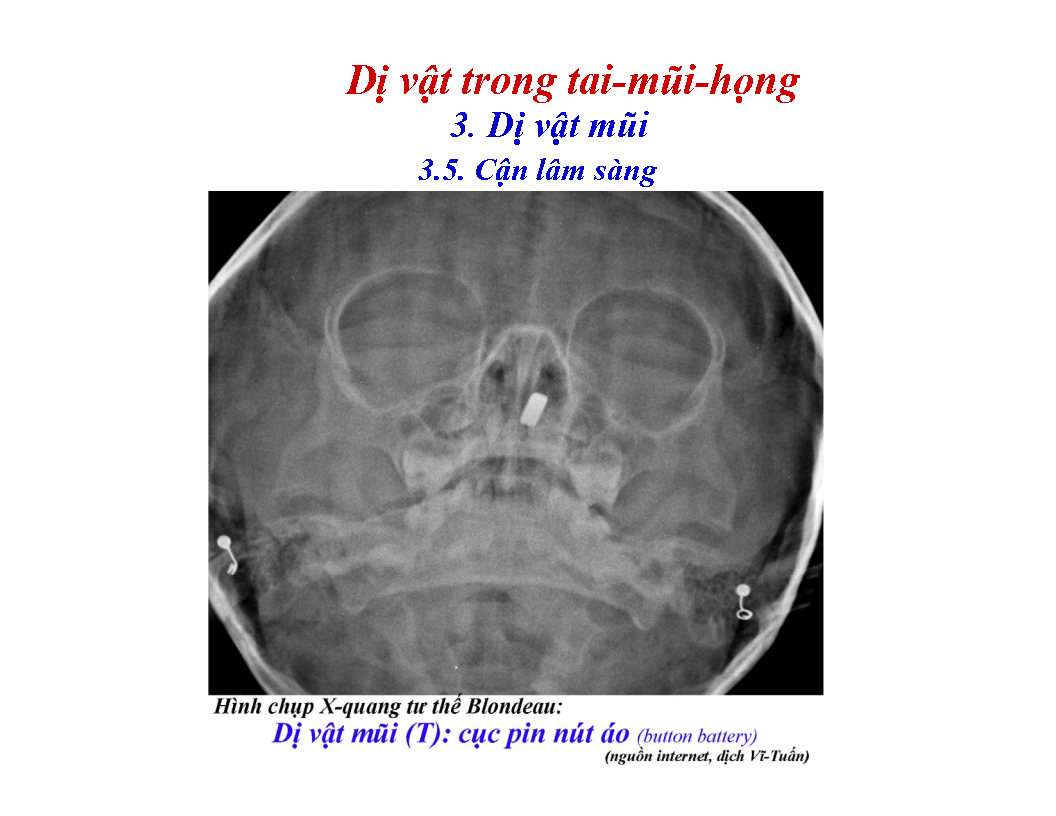 Dị vật trong tai-mũi-họng
3. Dị vật mũi
3.5. Cận lâm sàng
Hình chụp X-quang tư thế Blondeau:
Dị vật mũi (T): cục pin nút áo (button battery)
(nguồn internet, dịch Vĩ-Tuấn)